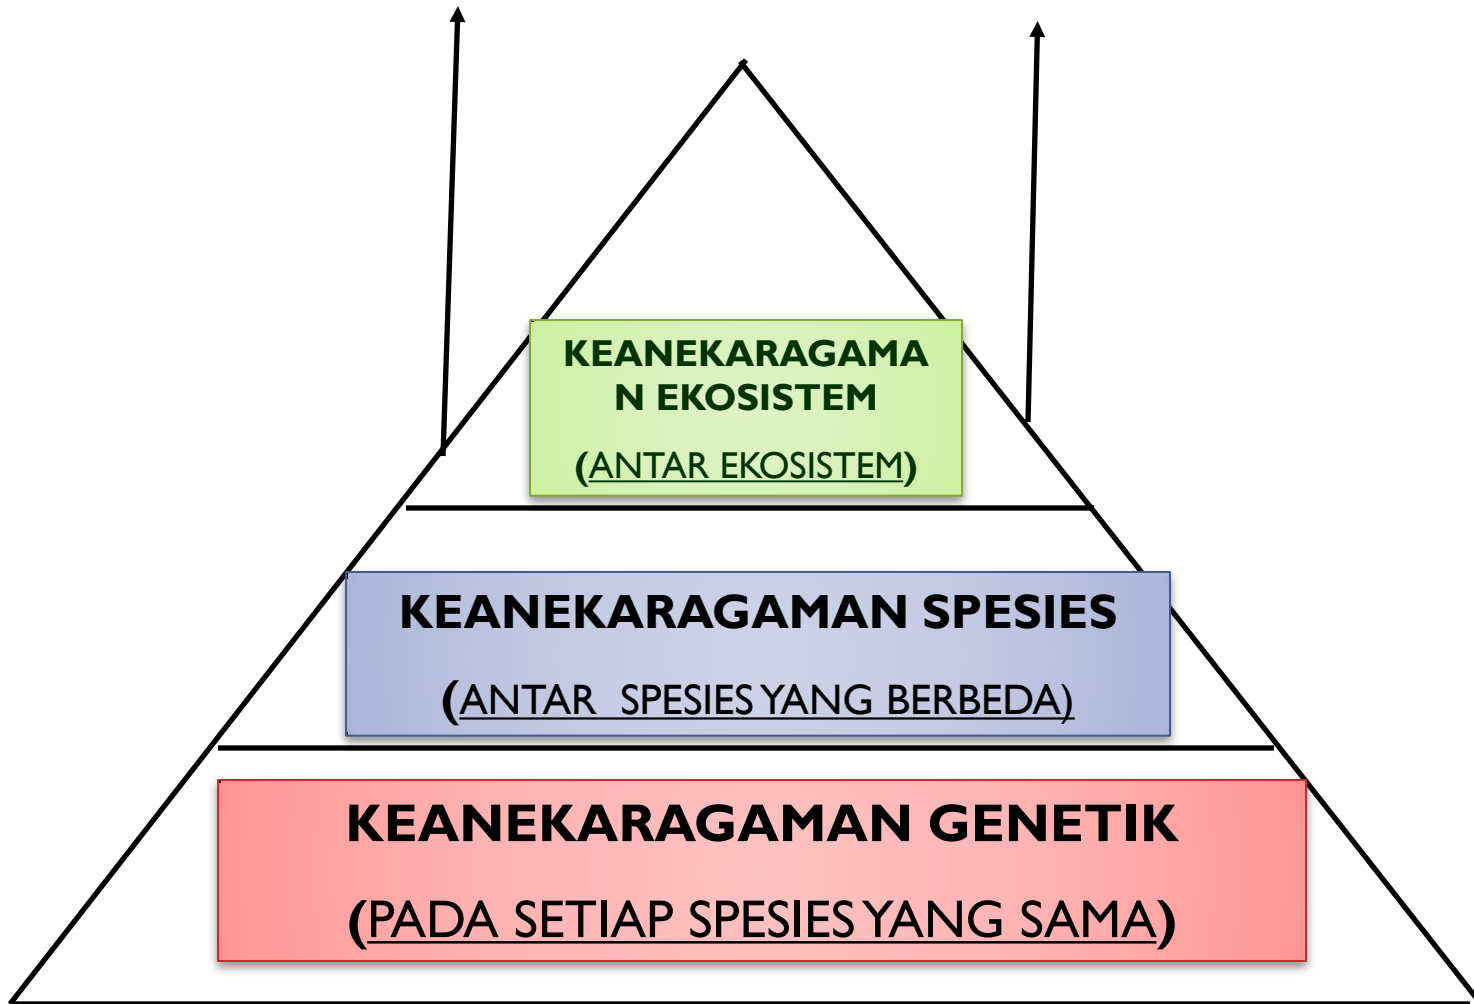 KEANEKARAGAMA
N EKOSISTEM
(ANTAR EKOSISTEM)
KEANEKARAGAMAN SPESIES
(ANTAR SPESIES YANG BERBEDA)
KEANEKARAGAMAN GENETIK
(PADA SETIAP SPESIES YANG SAMA)